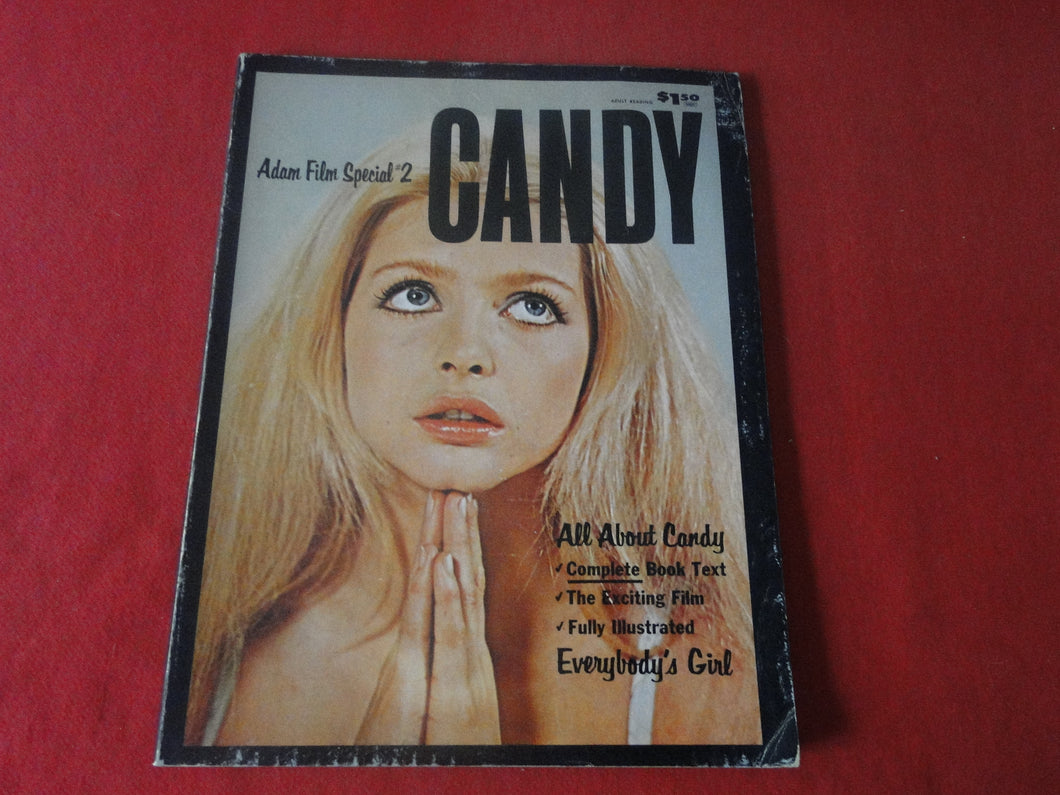 ADULT READING $1.50
CANDY
Adam Film Special #2
All About Candy
✓ Complete Book Text
✓ The Exciting Film
✓ Fully Illustrated
Everybody's Girl